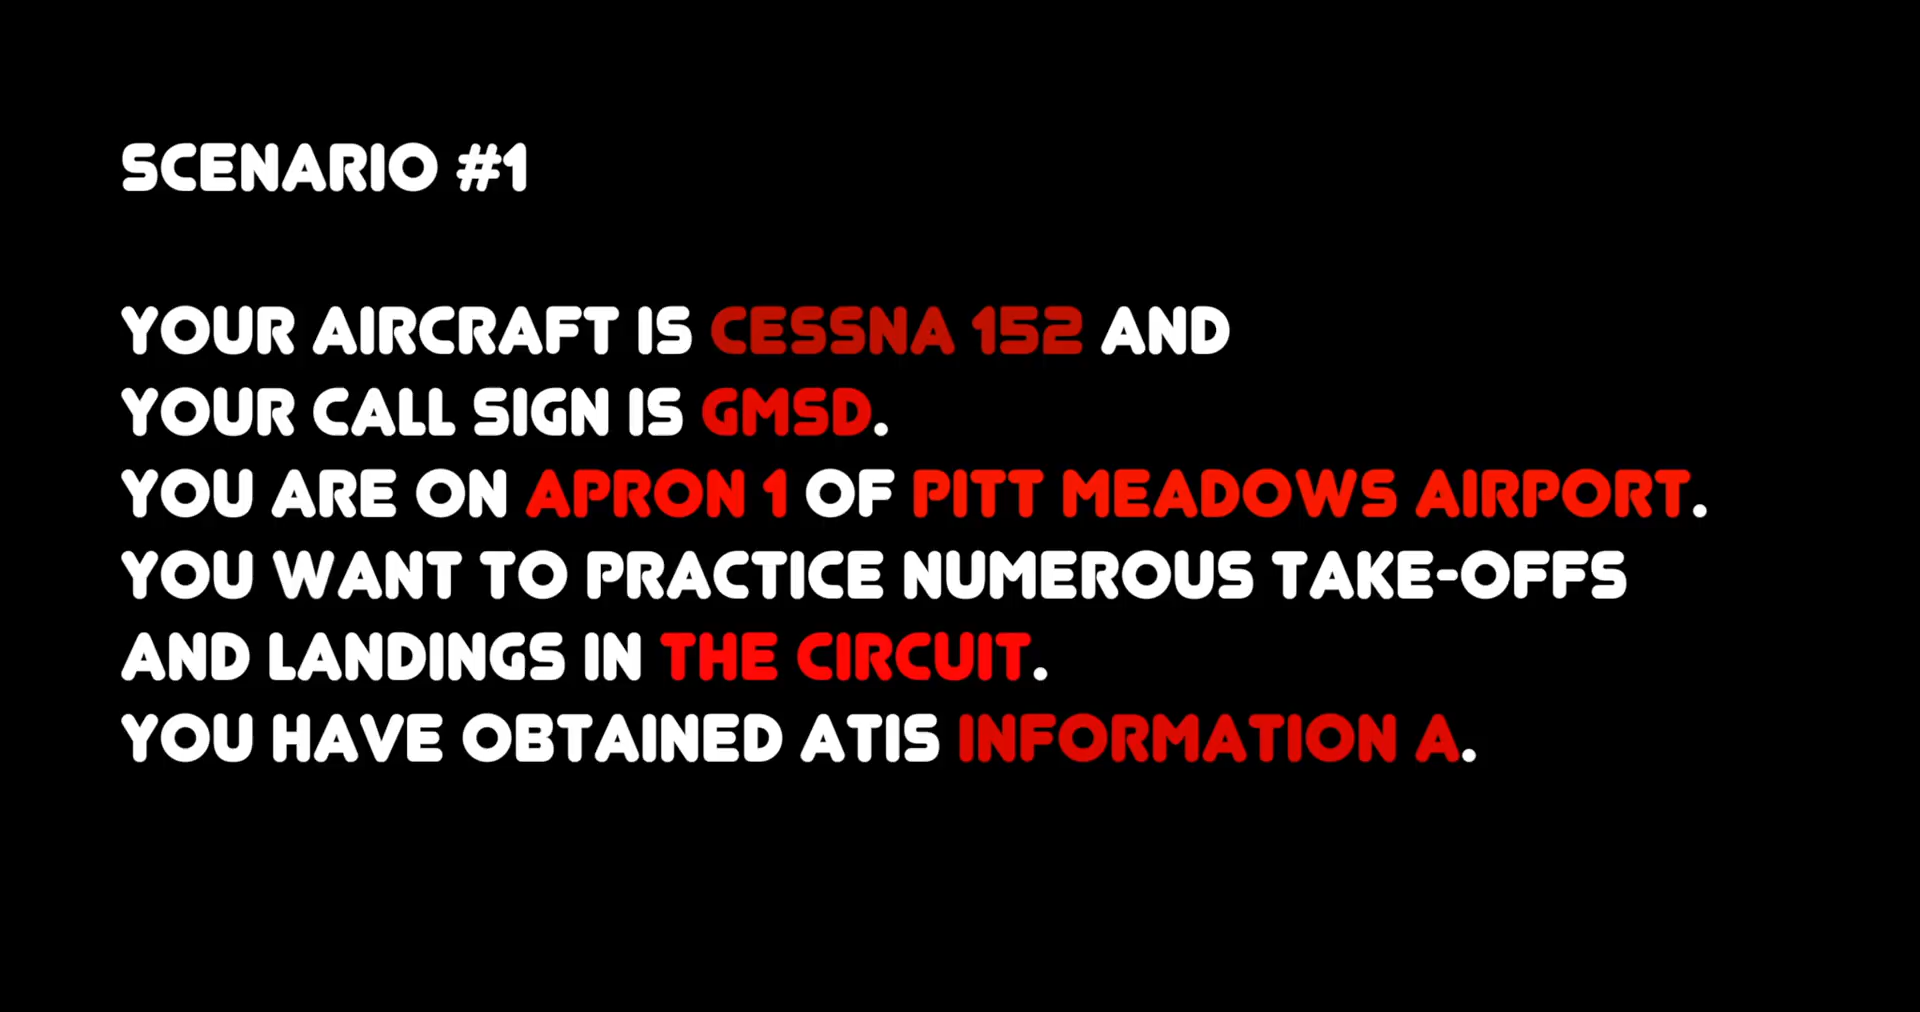 SCENARIO #1
YOUR AIRCRAFT IS CESSNA 152 AND
YOUR CALL SIGN IS GMSD.
YOU ARE ON APRON 1 OF PITT MEADOWS AIRPORT.
YOU WANT TO PRACTICE NUMEROUS TAKE-OFFS
AND LANDINGS IN THE CIRCUIT.
YOU HAVE OBTAINED ATIS INFORMATION A.